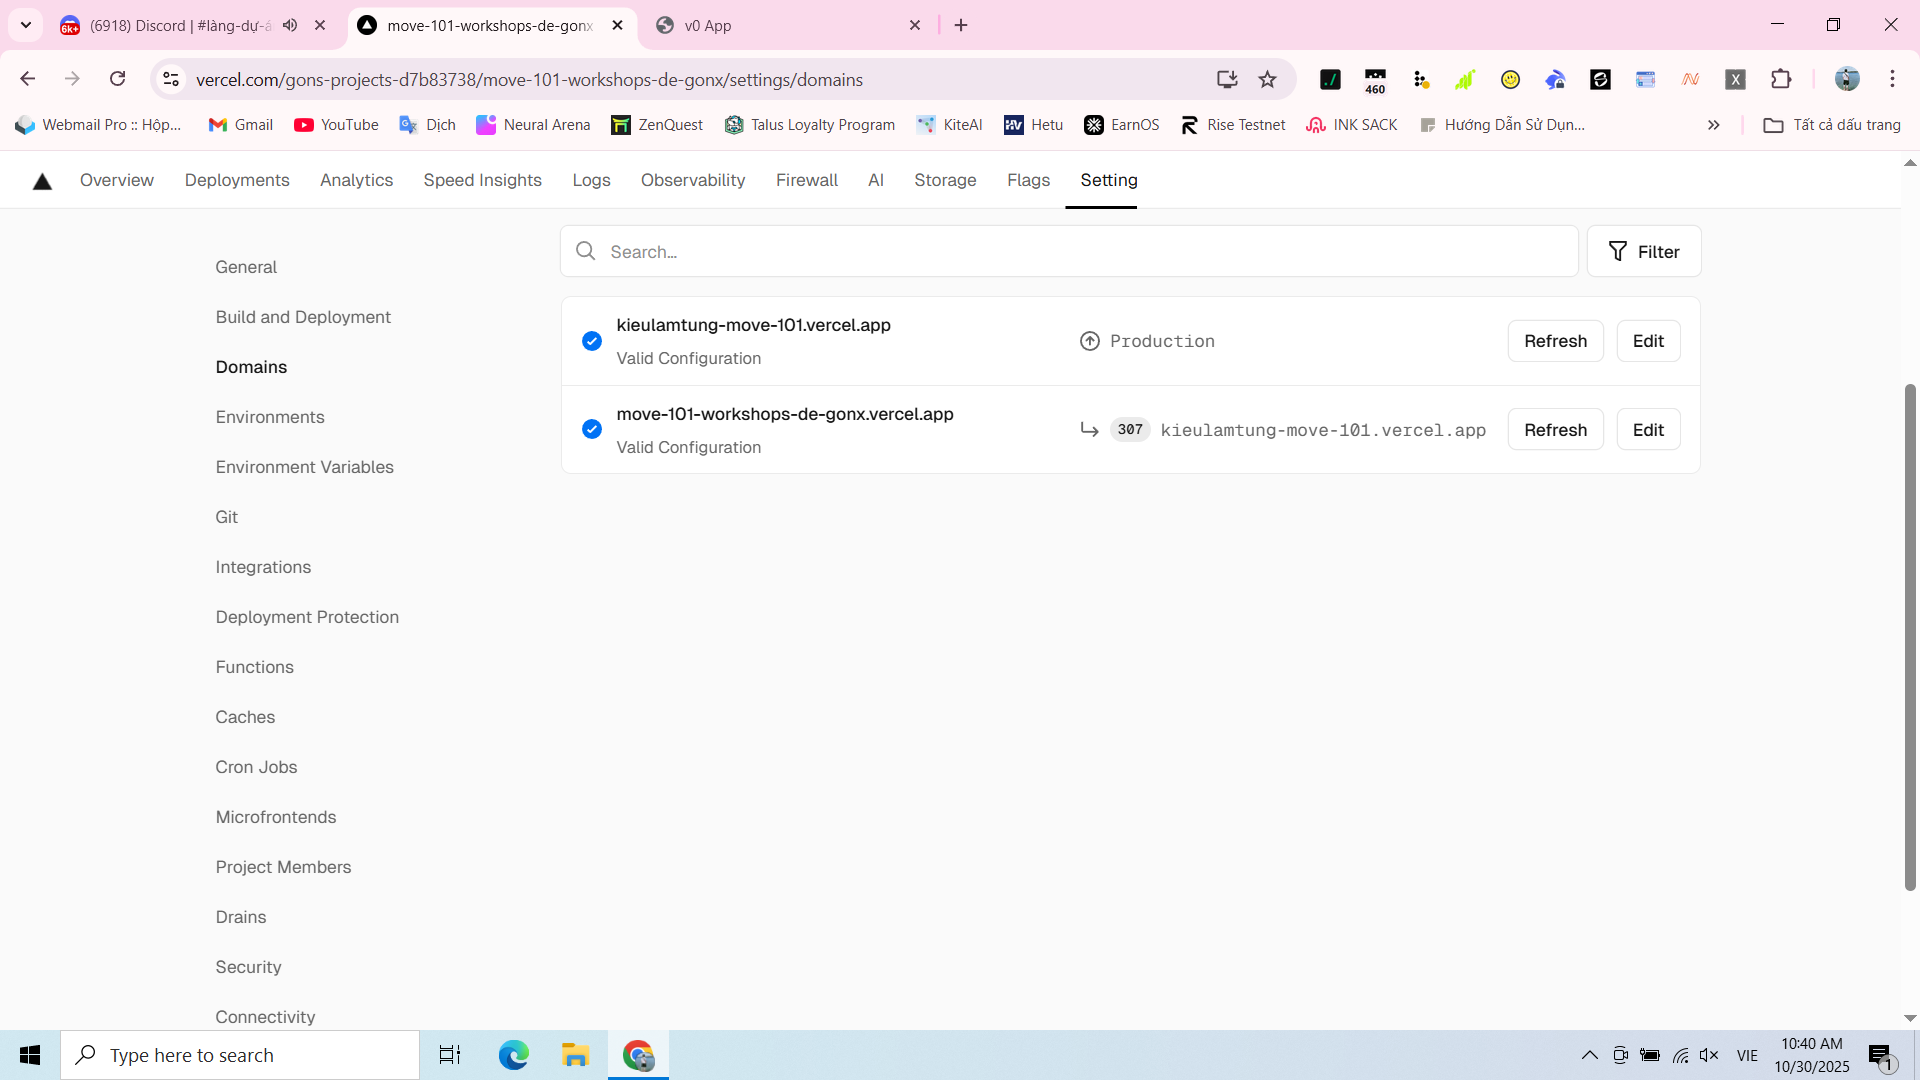 (6918) Discord | #làng-dự-á
move-101-workshops-de-gonx
v0 App
vercel.com/gons-projects-d7b83738/move-101-workshops-de-gonx/settings/domains
460
X
Webmail Pro :: Hộp...
Gmail
YouTube
Dịch
Neural Arena
ZenQuest
Talus Loyalty Program
KiteAI
Hetu
EarnOS
Rise Testnet
INK SACK
Hướng Dẫn Sử Dụn...
Tất cả dấu trang
Overview
Deployments
Analytics
Speed Insights
Logs
Observability
Firewall
AI
Storage
Flags
Setting
General
Build and Deployment
Domains
Environments
Environment Variables
Git
Integrations
Deployment Protection
Functions
Caches
Cron Jobs
Microfrontends
Project Members
Drains
Security
Connectivity
Search...
Filter
kieulamtung-move-101.vercel.app
Valid Configuration
Production
Refresh
Edit
move-101-workshops-de-gonx.vercel.app
Valid Configuration
307 kieulamtung-move-101.vercel.app
Refresh
Edit
Type here to search
VIE
10:40 AM
10/30/2025
1